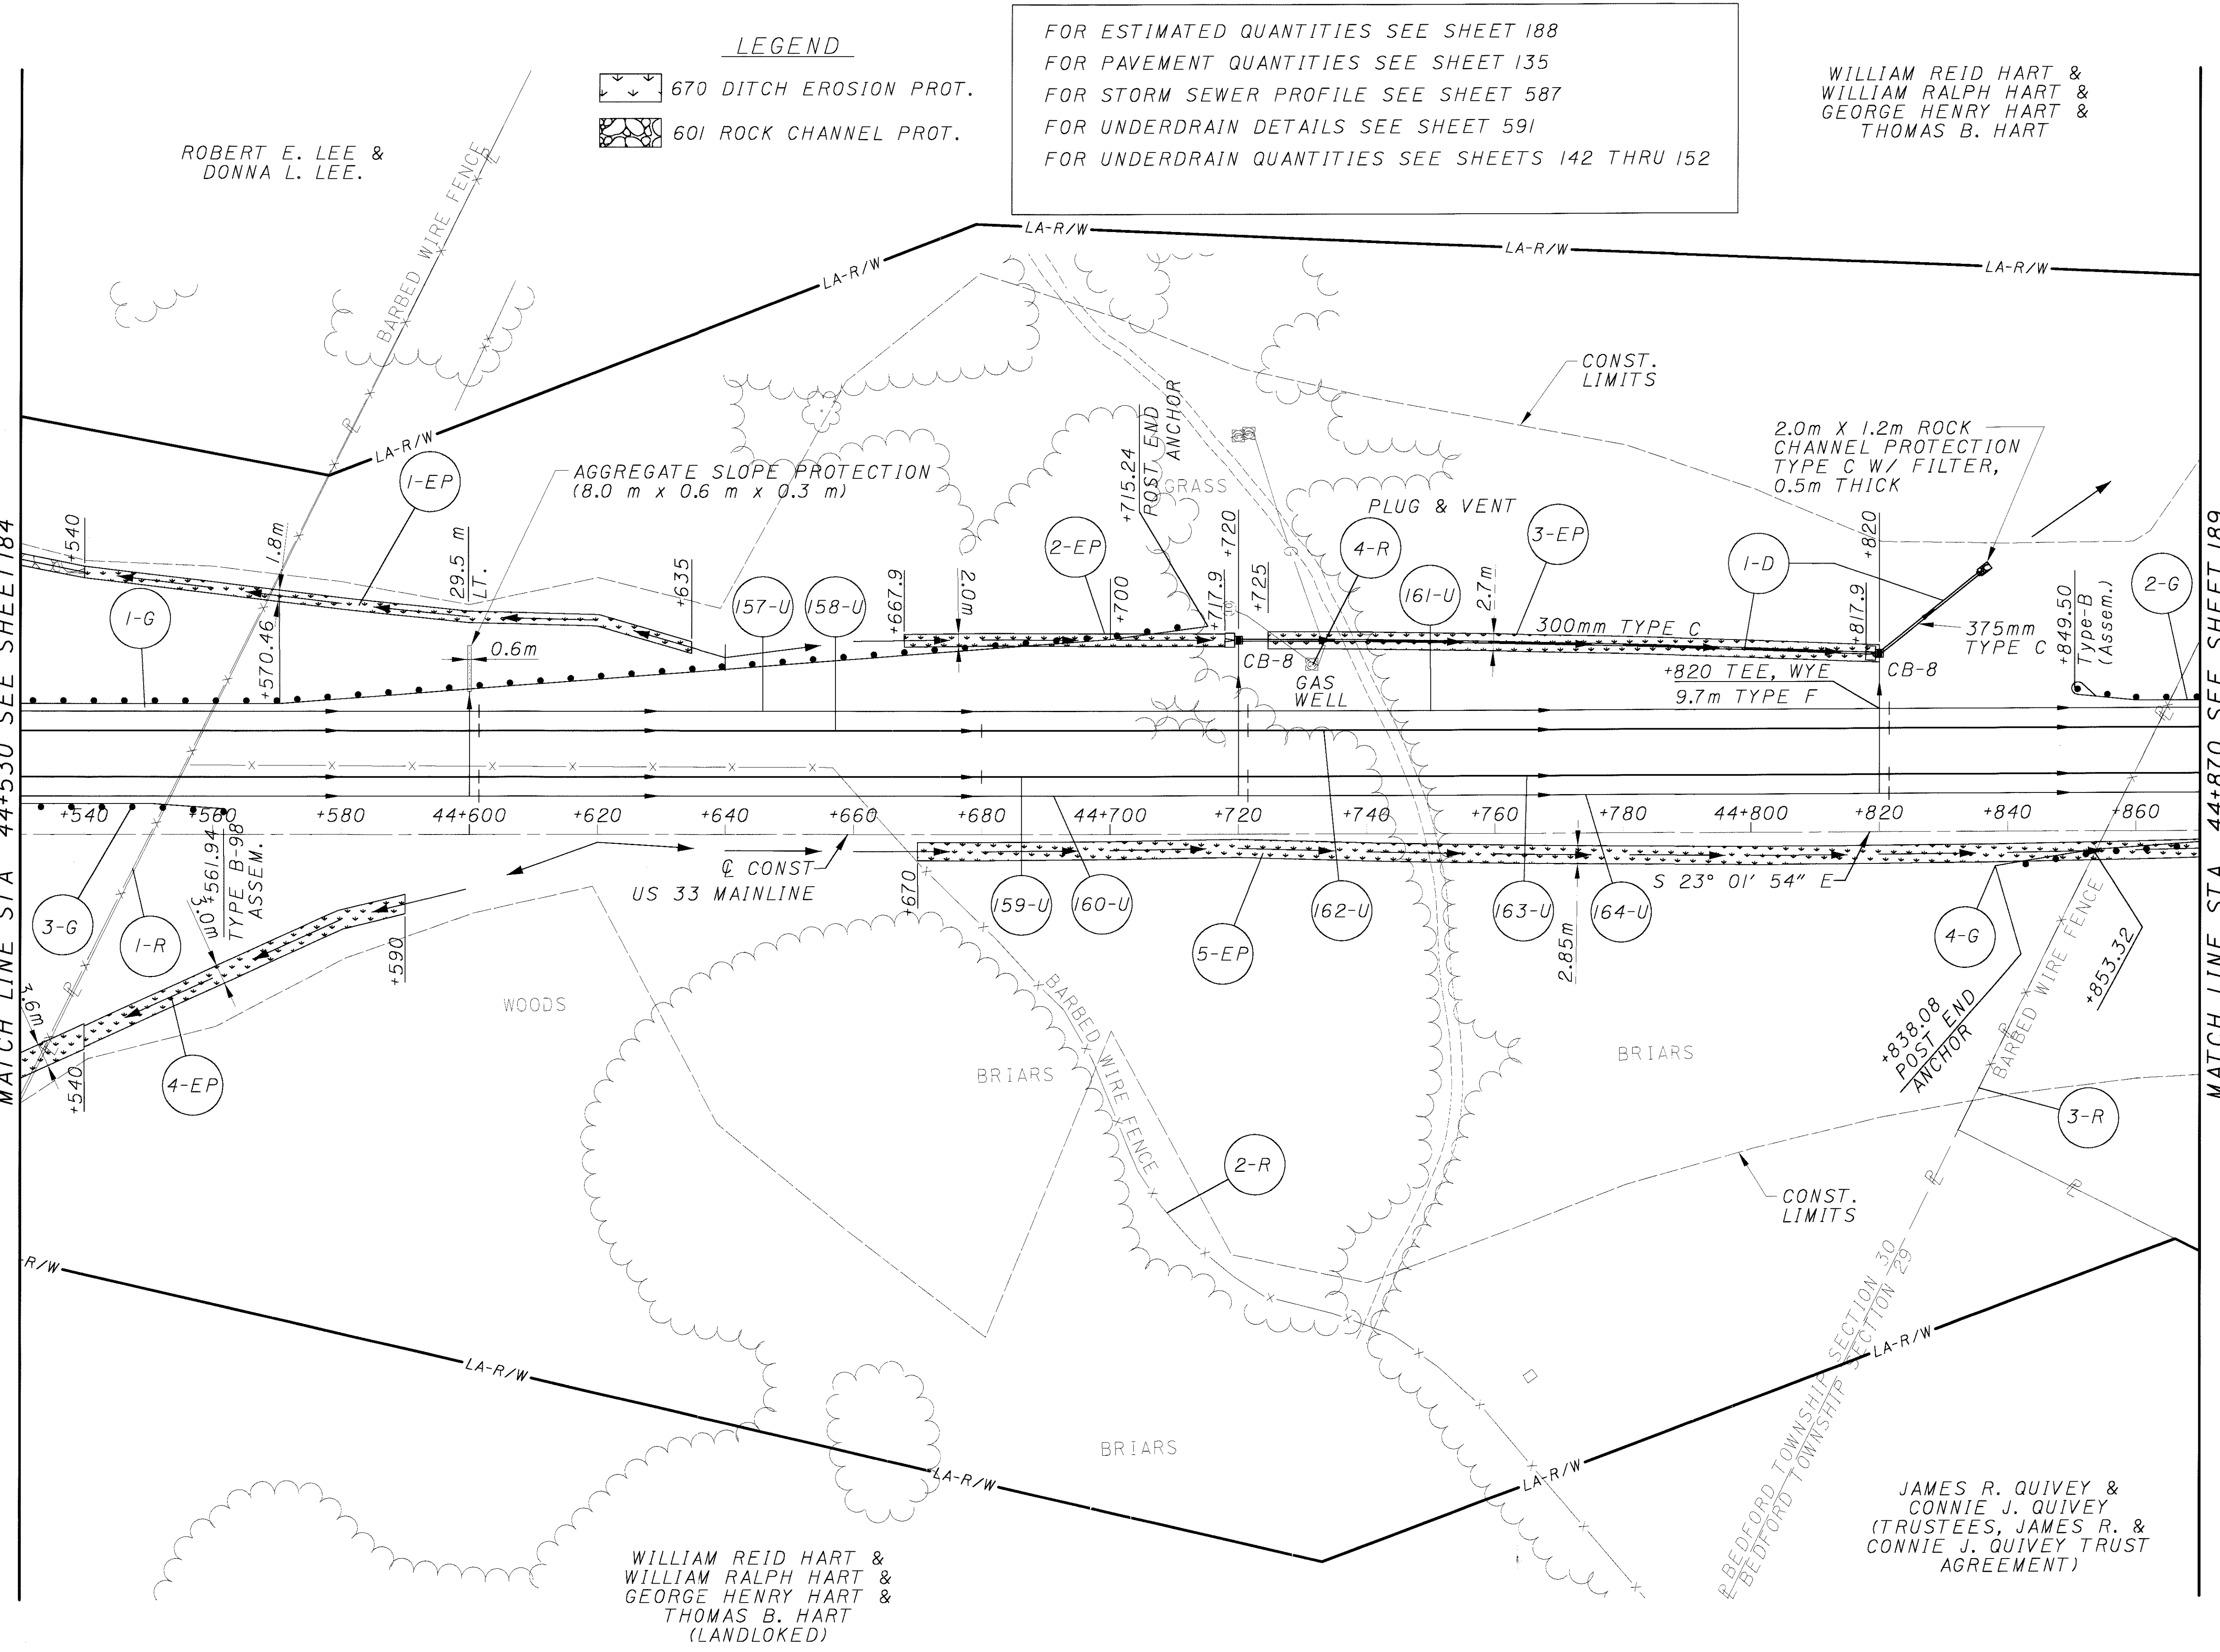 LEGEND
670 DITCH EROSION PROT.
601 ROCK CHANNEL PROT.
FOR ESTIMATED QUANTITIES SEE SHEET 188
FOR PAVEMENT QUANTITIES SEE SHEET 135
FOR STORM SEWER PROFILE SEE SHEET 587
FOR UNDERDRAIN DETAILS SEE SHEET 591
FOR UNDERDRAIN QUANTITIES SEE SHEETS 142 THRU 152
WILLIAM REID HART &
WILLIAM RALPH HART &
GEORGE HENRY HART &
THOMAS B. HART
ROBERT E. LEE &
DONNA L. LEE.
BARBED WIRE FENCE
LA-R/W
LA-R/W
LA-R/W
LA-R/W
LA-R/W
CONST.
LIMITS
2.0m X 1.2m ROCK
CHANNEL PROTECTION
TYPE C W/ FILTER,
0.5m THICK
AGGREGATE SLOPE PROTECTION
(8.0 m x 0.6 m x 0.3 m)
1-EP
+715.24
POST END
ANCHOR
GRASS
PLUG & VENT
MATCH LINE STA 44+530 SEE SHEET 184
+540
1.8m
29.5 m
LT.
+635
2-EP
+720
4-R
3-EP
1-D
+820
2-G
1-G
157-U
158-U
+667.9
2.0m
+700
+717.9
+725
161-U
2.7m
+817.9
+849.50
Type-B
(Assem.)
G
300mm TYPE C
375mm
TYPE C
+570.46
0.6m
CB-8
GAS
WELL
+820 TEE, WYE
9.7m TYPE F
CB-8
MATCH LINE STA 44+870 SEE SHEET 189
+540
+560
+580
44+600
+620
+640
+660
+680
44+700
+720
+740
+760
+780
44+800
+820
+840
+860
+561.94
TYPE B-98
ASSEM.
3.0m
℄ CONST
US 33 MAINLINE
+670
S 23° 01' 54" E
3-G
1-R
+590
159-U
160-U
5-EP
162-U
163-U
164-U
2.85m
4-G
+853.32
3.6m
+540
4-EP
WOODS
BRIARS
BARBED WIRE FENCE
BRIARS
+838.08
POST END
ANCHOR
BARBED WIRE FENCE
3-R
2-R
CONST.
LIMITS
R/W
LA-R/W
LA-R/W
LA-R/W
LA-R/W
BRIARS
BEDFORD TOWNSHIP SECTION 30
BEDFORD TOWNSHIP SECTION 29
WILLIAM REID HART &
WILLIAM RALPH HART &
GEORGE HENRY HART &
THOMAS B. HART
(LANDLOKED)
JAMES R. QUIVEY &
CONNIE J. QUIVEY
(TRUSTEES, JAMES R. &
CONNIE J. QUIVEY TRUST
AGREEMENT)